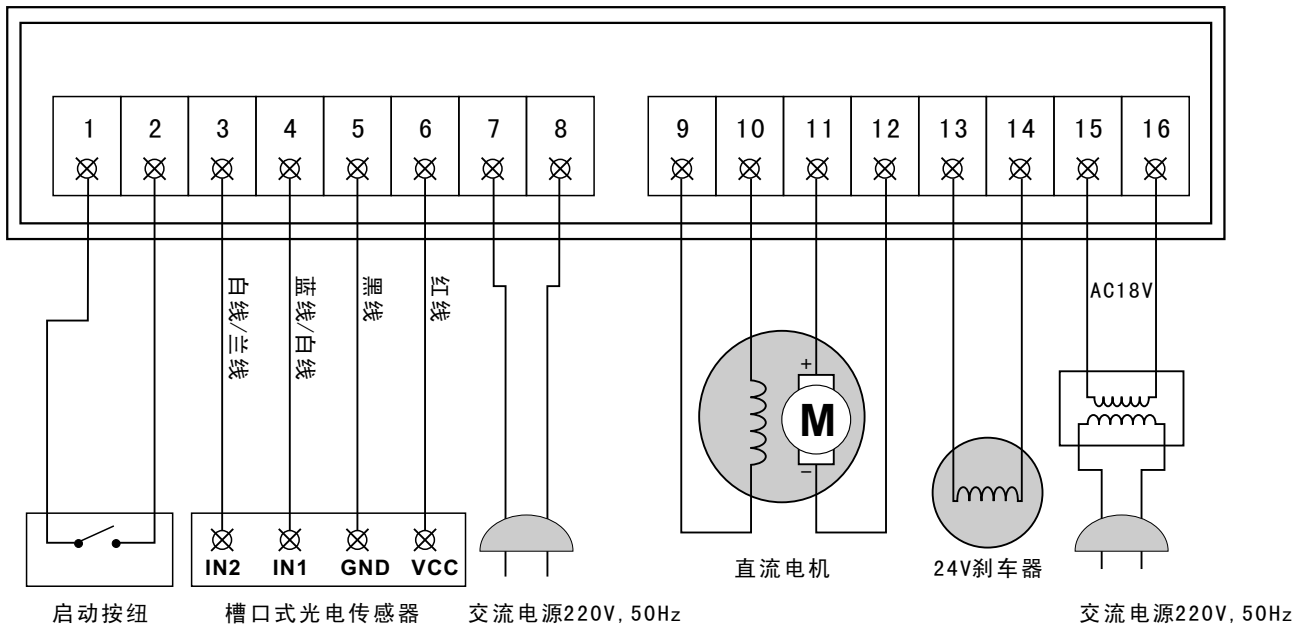 1 2 3 4 5 6 7 8 9 10 11 12 13 14 15 16
白线/兰线
蓝线/白线
黑线
红线
AC18V
+
M
−
IN2 IN1 GND VCC
启动按纽
槽口式光电传感器
交流电源220V, 50Hz
直流电机
24V刹车器
交流电源220V, 50Hz